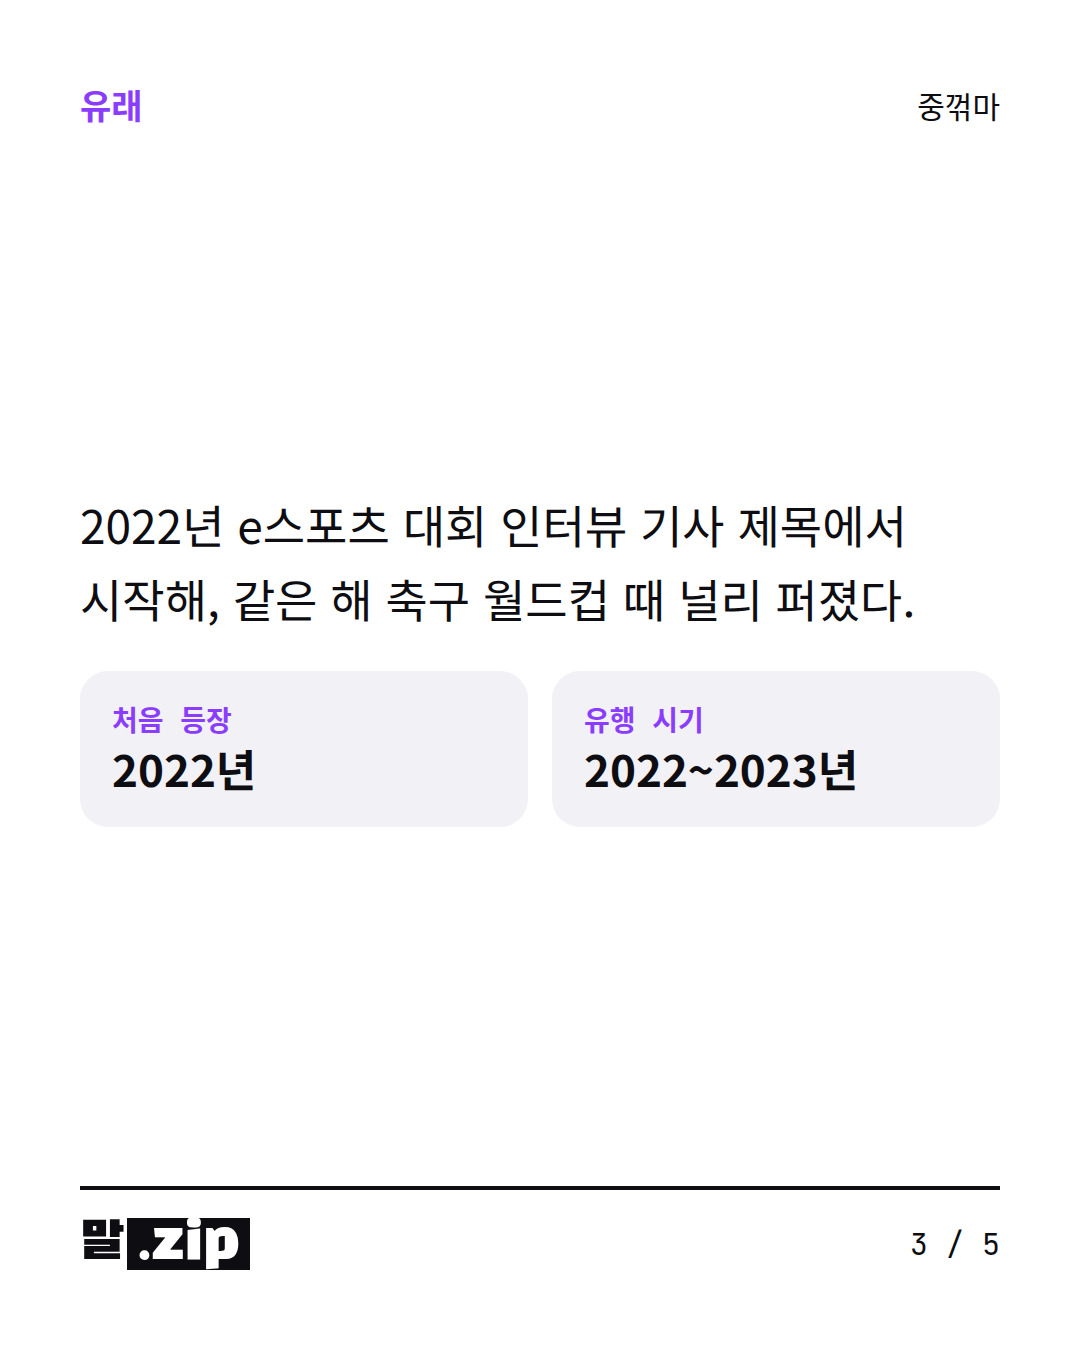 유래
중꺾마
2022년 e스포츠 대회 인터뷰 기사 제목에서
시작해, 같은 해 축구 월드컵 때 널리 퍼졌다.
처음 등장
2022년
유행 시기
2022~2023년
말.zip
3 / 5